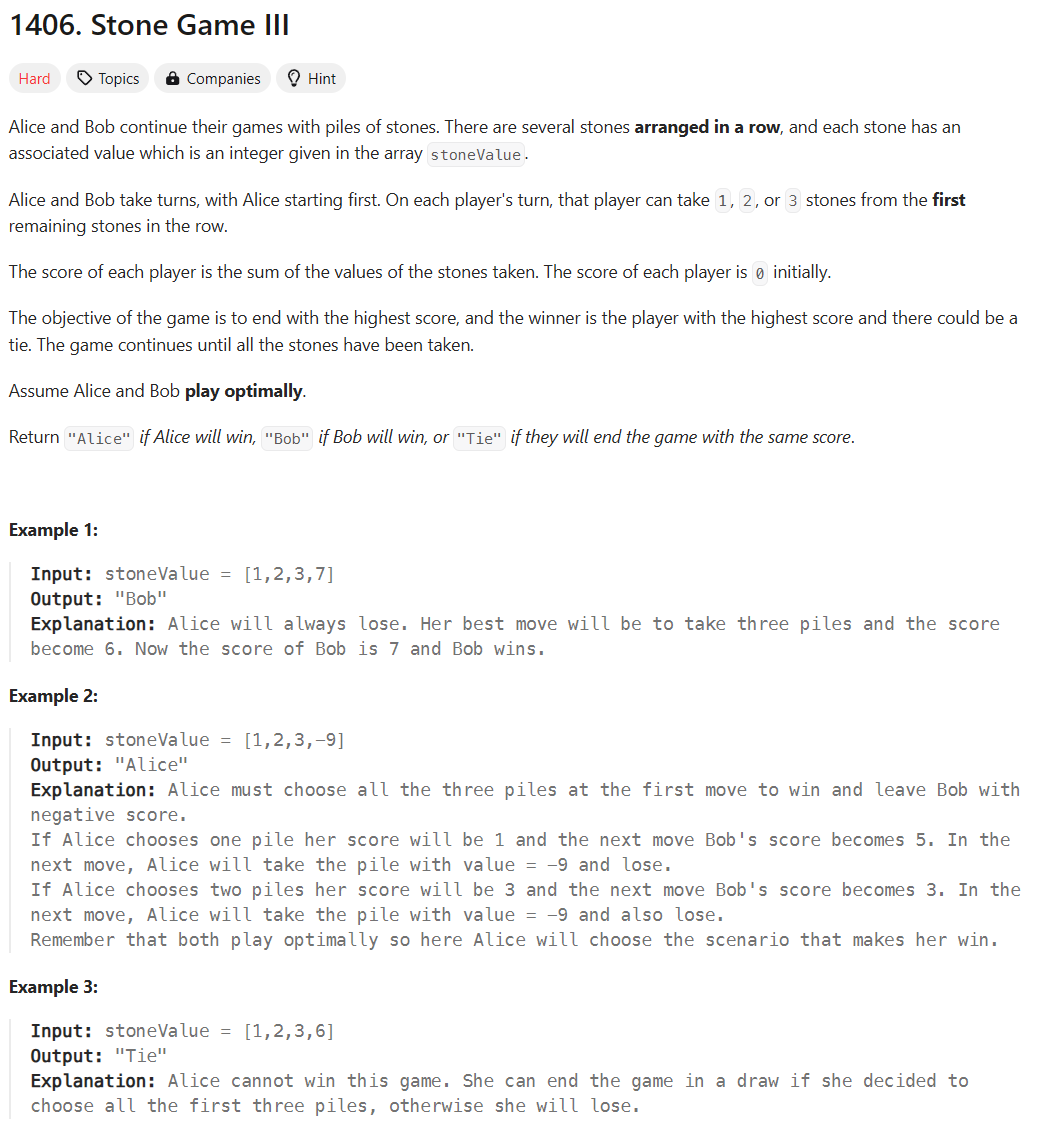 1406. Stone Game III
Hard Topics Companies Hint
Alice and Bob continue their games with piles of stones. There are several stones arranged in a row, and each stone has an
associated value which is an integer given in the array stoneValue.
Alice and Bob take turns, with Alice starting first. On each player's turn, that player can take 1, 2, or 3 stones from the first
remaining stones in the row.
The score of each player is the sum of the values of the stones taken. The score of each player is 0 initially.
The objective of the game is to end with the highest score, and the winner is the player with the highest score and there could be a
tie. The game continues until all the stones have been taken.
Assume Alice and Bob play optimally.
Return "Alice" if Alice will win, "Bob" if Bob will win, or "Tie" if they will end the game with the same score.
Example 1:
Input: stoneValue = [1,2,3,7]
Output: "Bob"
Explanation: Alice will always lose. Her best move will be to take three piles and the score
become 6. Now the score of Bob is 7 and Bob wins.
Example 2:
Input: stoneValue = [1,2,3,-9]
Output: "Alice"
Explanation: Alice must choose all the three piles at the first move to win and leave Bob with
negative score.
If Alice chooses one pile her score will be 1 and the next move Bob's score becomes 5. In the
next move, Alice will take the pile with value = -9 and lose.
If Alice chooses two piles her score will be 3 and the next move Bob's score becomes 3. In the
next move, Alice will take the pile with value = -9 and also lose.
Remember that both play optimally so here Alice will choose the scenario that makes her win.
Example 3:
Input: stoneValue = [1,2,3,6]
Output: "Tie"
Explanation: Alice cannot win this game. She can end the game in a draw if she decided to
choose all the first three piles, otherwise she will lose.